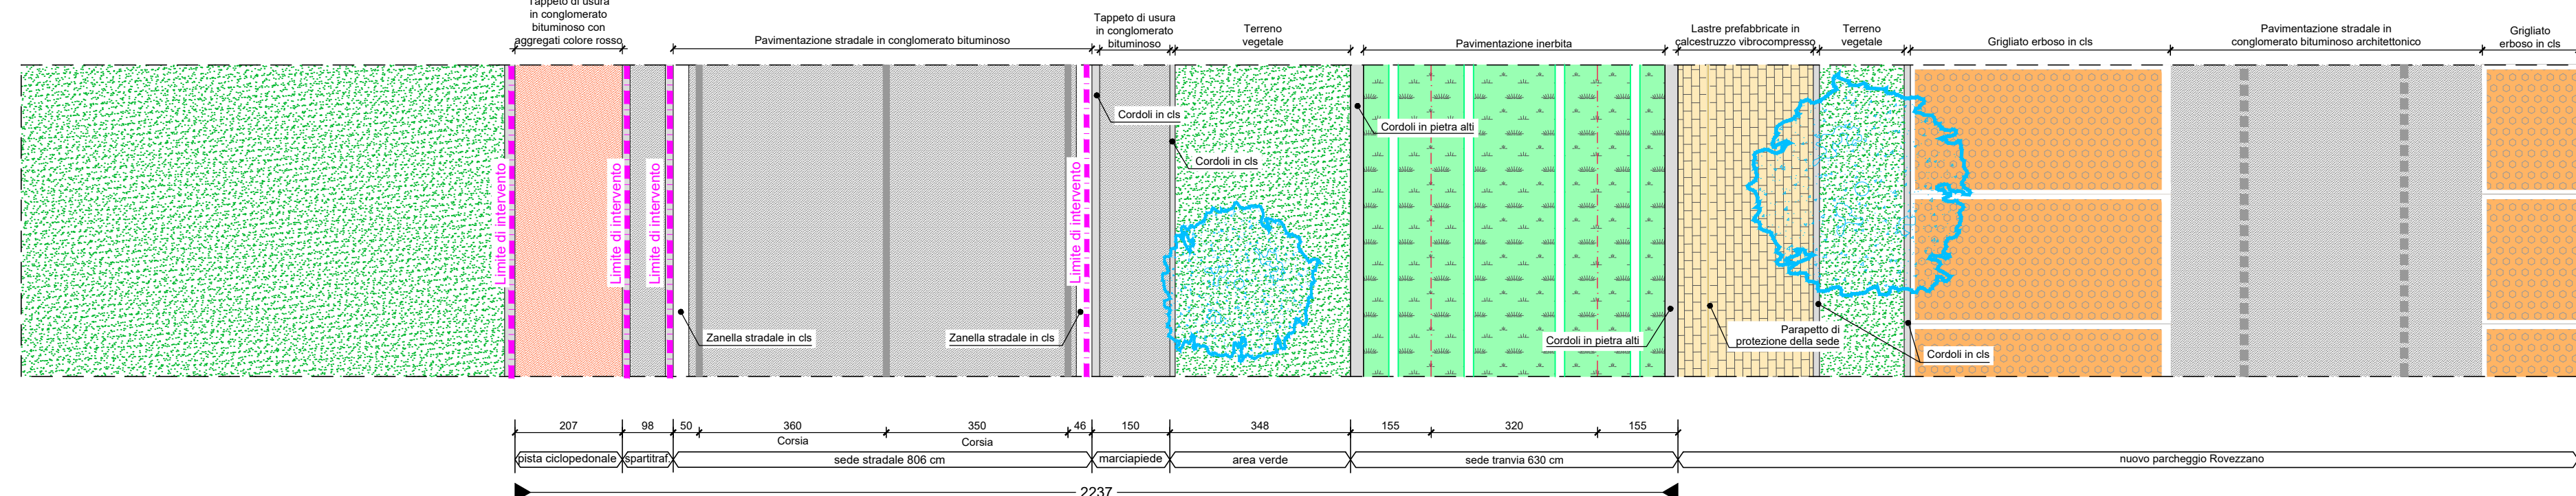 Tappeto di usura
in conglomerato
bituminoso con
aggregati colore rosso
Pavimentazione stradale in conglomerato bituminoso
Tappeto di usura
in conglomerato
bituminoso
Terreno
vegetale
Pavimentazione inerbita
Lastre prefabbricate in
calcestruzzo vibrocompresso
Terreno
vegetale
Grigliato erboso in cls
Pavimentazione stradale in
conglomerato bituminoso architettonico
Grigliato
erboso in cls
Limite di intervento
Limite di intervento
Limite di intervento
Limite di intervento
Cordoli in cls
Cordoli in cls
Cordoli in pietra alti
Zanella stradale in cls
Zanella stradale in cls
Cordoli in pietra alti
Parapetto di
protezione della sede
Cordoli in cls
207
98
50
360
350
46
150
348
155
320
155
Corsia
Corsia
pista ciclopedonale
spartitraf.
sede stradale 806 cm
marciapiede
area verde
sede tranvia 630 cm
nuovo parcheggio Rovezzano
2237